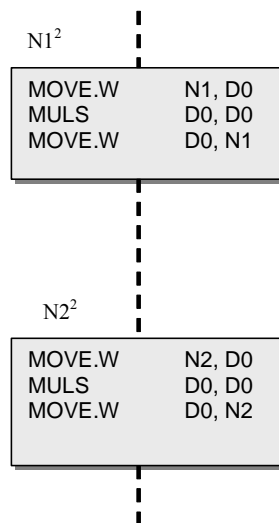 N1²
MOVE.W N1, D0
MULS D0, D0
MOVE.W D0, N1
N2²
MOVE.W N2, D0
MULS D0, D0
MOVE.W D0, N2